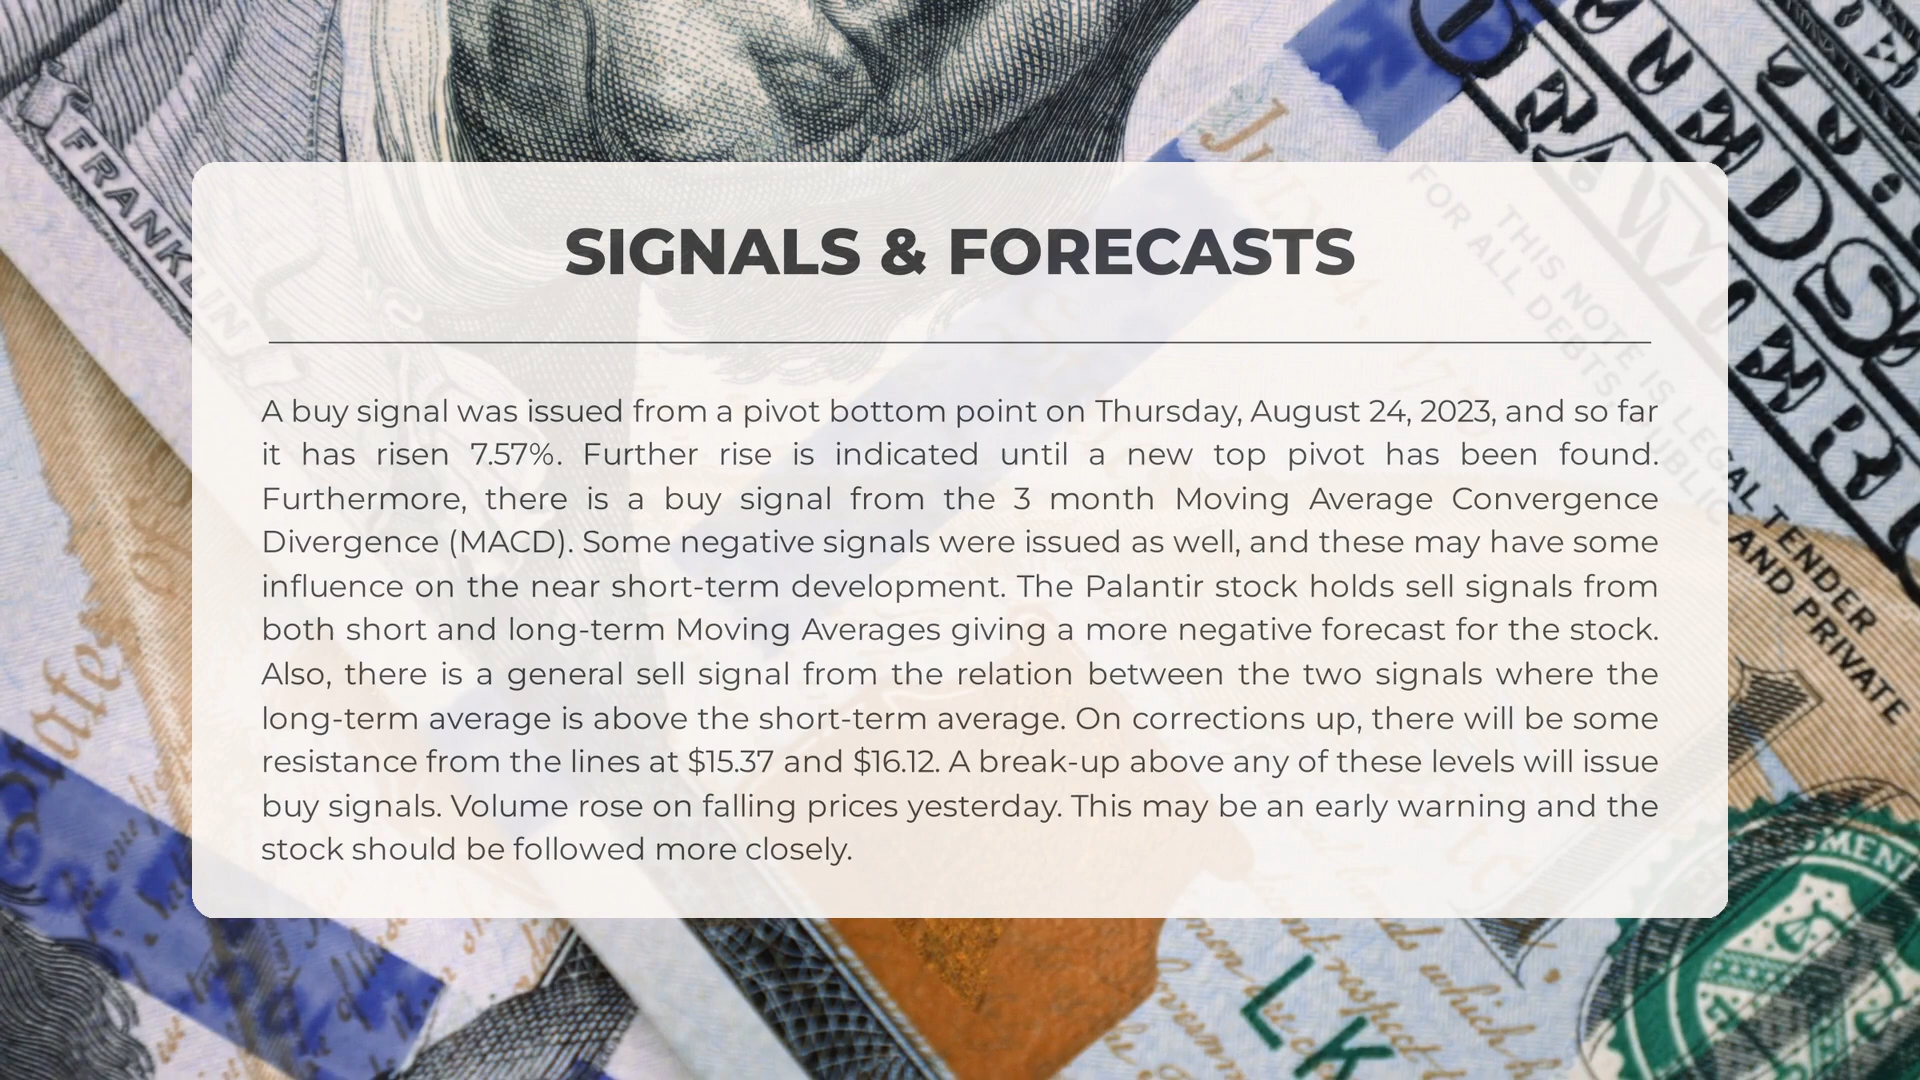 FRANKLIN
SIGNALS & FORECASTS
A buy signal was issued from a pivot bottom point on Thursday, August 24, 2023, and so far
it has risen 7.57%. Further rise is indicated until a new top pivot has been found.
Furthermore, there is a buy signal from the 3 month Moving Average Convergence
Divergence (MACD). Some negative signals were issued as well, and these may have some
influence on the near short-term development. The Palantir stock holds sell signals from
both short and long-term Moving Averages giving a more negative forecast for the stock.
Also, there is a general sell signal from the relation between the two signals where the
long-term average is above the short-term average. On corrections up, there will be some
resistance from the lines at $15.37 and $16.12. A break-up above any of these levels will issue
buy signals. Volume rose on falling prices yesterday. This may be an early warning and the
stock should be followed more closely.
THIS NOTE IS LEGAL TENDER
FOR ALL DEBTS PUBLIC AND PRIVATE
JULY 4, 1776
LK